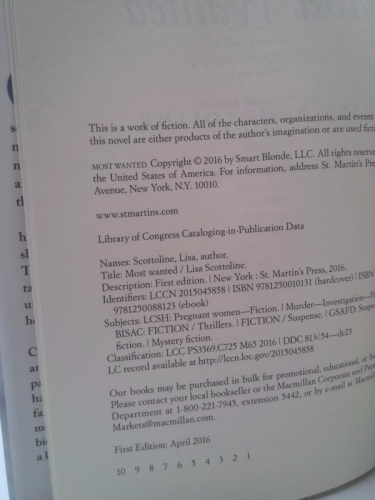 This is a work of fiction. All of the characters, organizations, and events
this novel are either products of the author's imagination or are used
MOST WANTED. Copyright © 2016 by Smart Blonde, LLC. All rights
the United States of America. For information, address St. Martin's
Avenue, New York, N.Y. 10010.
www.stmartins.com
Library of Congress Cataloging-in-Publication Data
Names: Scottoline, Lisa, author.
Title: Most wanted / Lisa Scottoline.
Description: First edition. | New York : St. Martin's Press, 2016.
Identifiers: LCCN 2015045858 | ISBN 9781250010131 (hardcover) | ISBN
9781250088123 (ebook)
Subjects: LCSH: Pregnant women—Fiction. | Murder—Investigation—
BISAC: FICTION / Thrillers. | FICTION / Suspense. | GSAFD:
fiction. | Mystery fiction.
Classification: LCC PS3569.C725 M65 2016 | DDC 813/.54—dc23
LC record available at http://lccn.loc.gov/2015045858
Our books may be purchased in bulk for promotional, educational, or
Please contact your local bookseller or the Macmillan Corporate and
Department at 1-800-221-7945, extension 5442, or by e-mail at
Markets@macmillan.com.
First Edition: April 2016
10 9 8 7 6 5 4 3 2 1